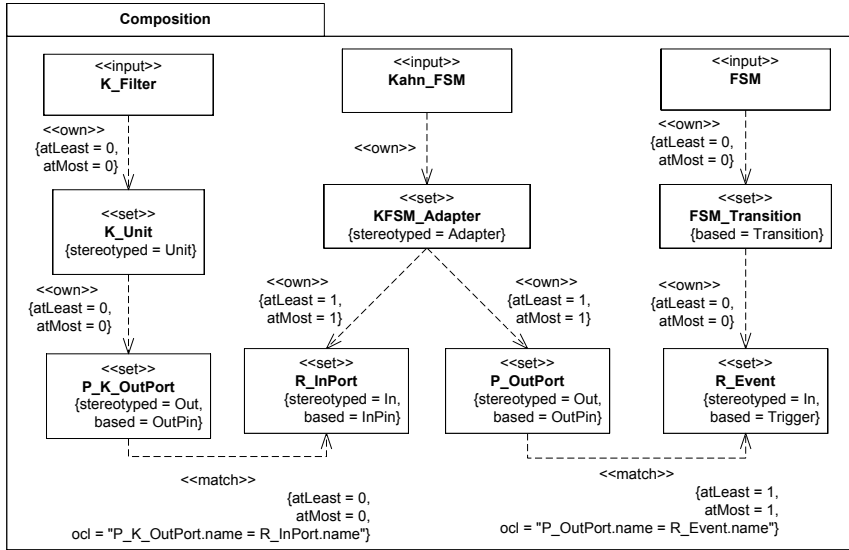 Composition
<<input>>
K_Filter
<<input>>
Kahn_FSM
<<input>>
FSM
<<own>>
{atLeast = 0,
atMost = 0}
<<own>>
<<own>>
{atLeast = 0,
atMost = 0}
<<set>>
K_Unit
{stereotyped = Unit}
<<set>>
KFSM_Adapter
{stereotyped = Adapter}
<<set>>
FSM_Transition
{based = Transition}
<<own>>
{atLeast = 0,
atMost = 0}
<<own>>
{atLeast = 1,
atMost = 1}
<<own>>
{atLeast = 1,
atMost = 1}
<<own>>
{atLeast = 0,
atMost = 0}
<<set>>
P_K_OutPort
{stereotyped = Out,
based = OutPin}
<<set>>
R_InPort
{stereotyped = In,
based = InPin}
<<set>>
P_OutPort
{stereotyped = Out,
based = OutPin}
<<set>>
R_Event
{stereotyped = In,
based = Trigger}
<<match>>
{atLeast = 0,
atMost = 0,
ocl = "P_K_OutPort.name = R_InPort.name"}
<<match>>
{atLeast = 1,
atMost = 1,
ocl = "P_OutPort.name = R_Event.name"}